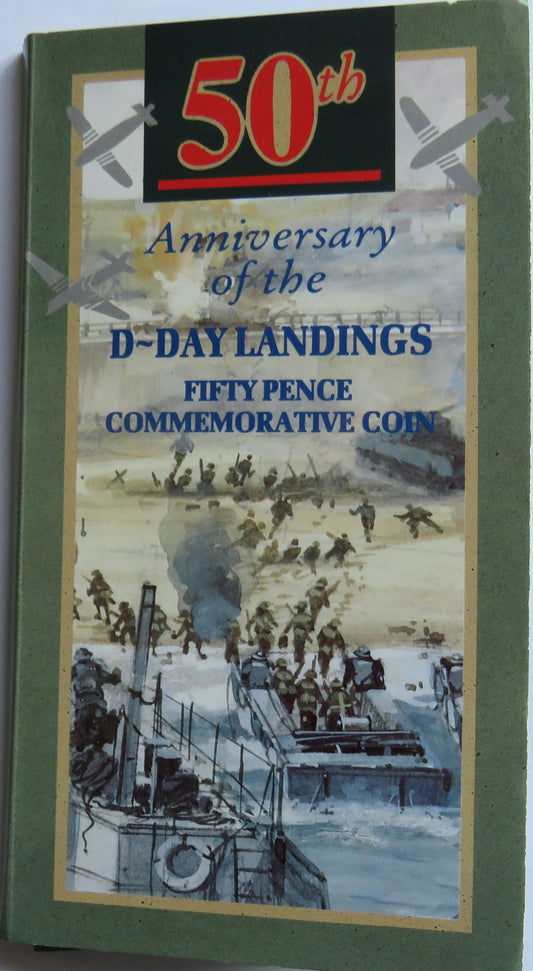 50th
Anniversary
of the
D~DAY LANDINGS
FIFTY PENCE
COMMEMORATIVE COIN